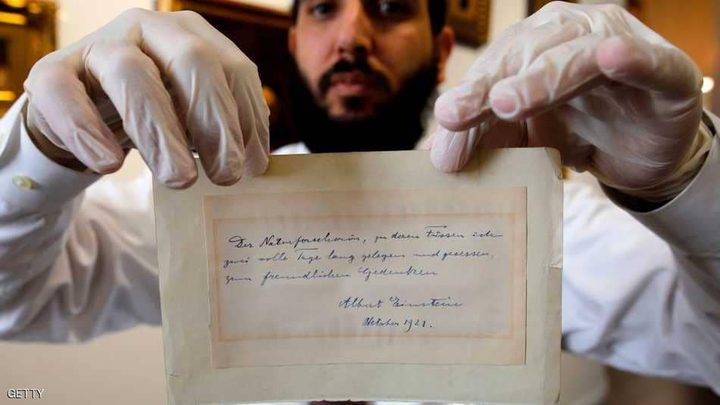 Der Naturforscherin, zu deren Füssen ich
zwei volle Tage lang gelegen und gesessen,
zum freundlichen Gedenken
Albert Einstein
Oktober 1921.
GETTY